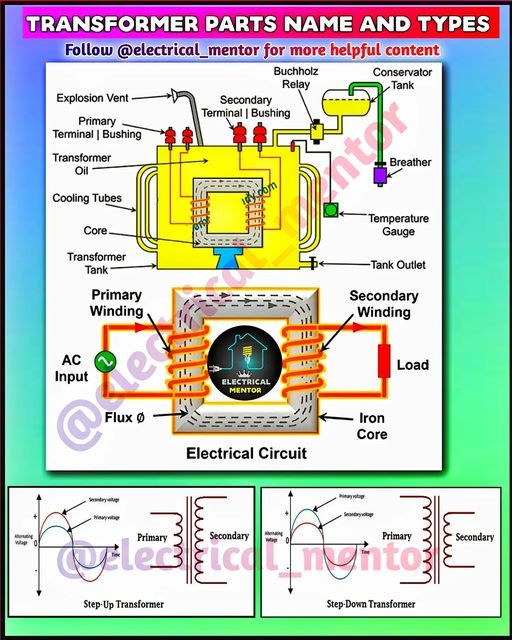 TRANSFORMER PARTS NAME AND TYPES
Follow @electrical_mentor for more helpful content
Explosion Vent
Primary
Terminal | Bushing
Secondary
Terminal | Bushing
Buchholz
Relay
Conservator
Tank
Transformer
Oil
Breather
Cooling Tubes
Core
Temperature
Gauge
Transformer
Tank
Tank Outlet
Primary
Winding
Secondary
Winding
AC
Input
ELECTRICAL
MENTOR
Load
Flux Ø
Iron
Core
Electrical Circuit
@electrical_mentor
Secondary voltage
Primary voltage
Alternating
Voltage
+
0
-
Time
Primary
Secondary
Step-Up Transformer
Primary voltage
Secondary voltage
Alternating
Voltage
+
0
-
Time
Primary
Secondary
Step-Down Transformer
@electrical_mentor